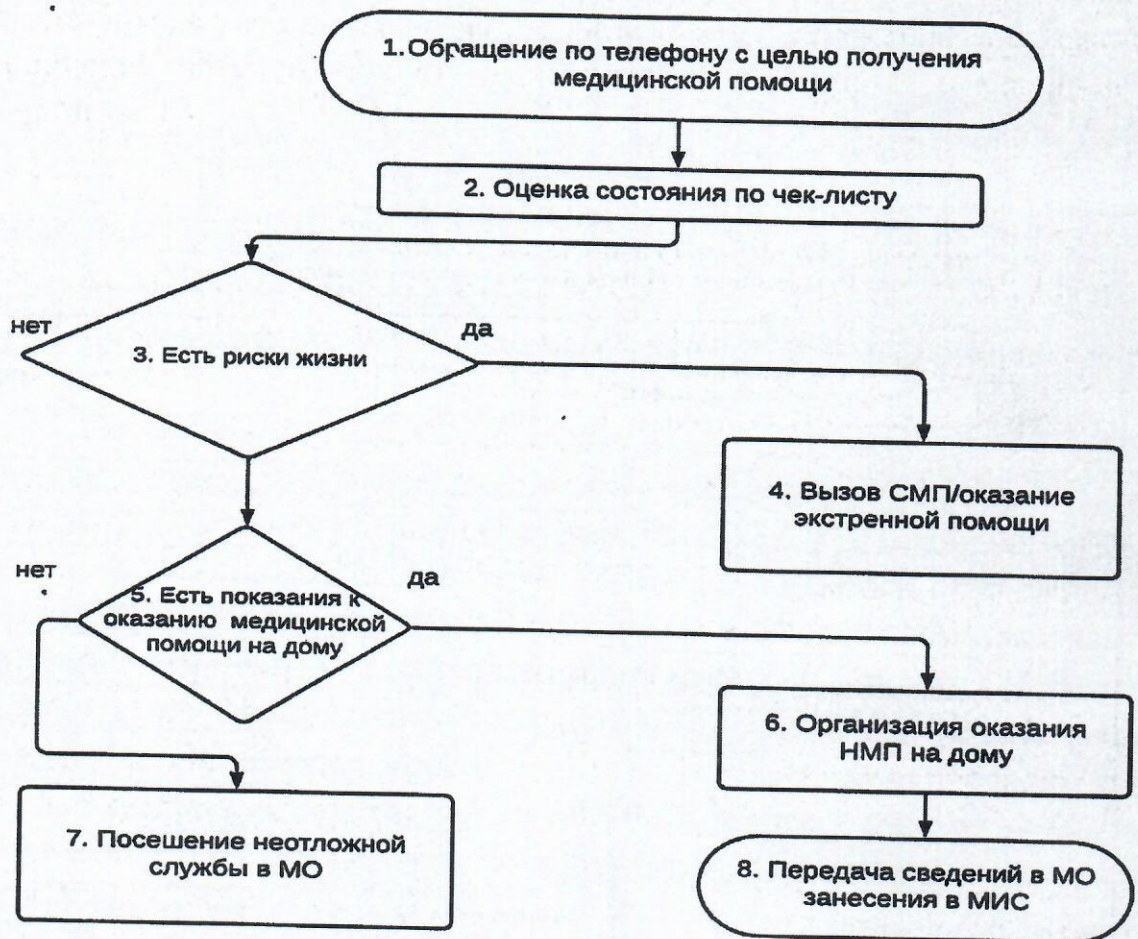 1.Обращение по телефону с целью получения
медицинской помощи
2. Оценка состояния по чек-листу
нет
да
3. Есть риски жизни
4. Вызов СМП/оказание
экстренной помощи
нет
да
5. Есть показания к
оказанию медицинской
помощи на дому
6. Организация оказания
НМП на дому
7. Посешение неотложной
службы в МО
8. Передача сведений в МО
занесения в МИС